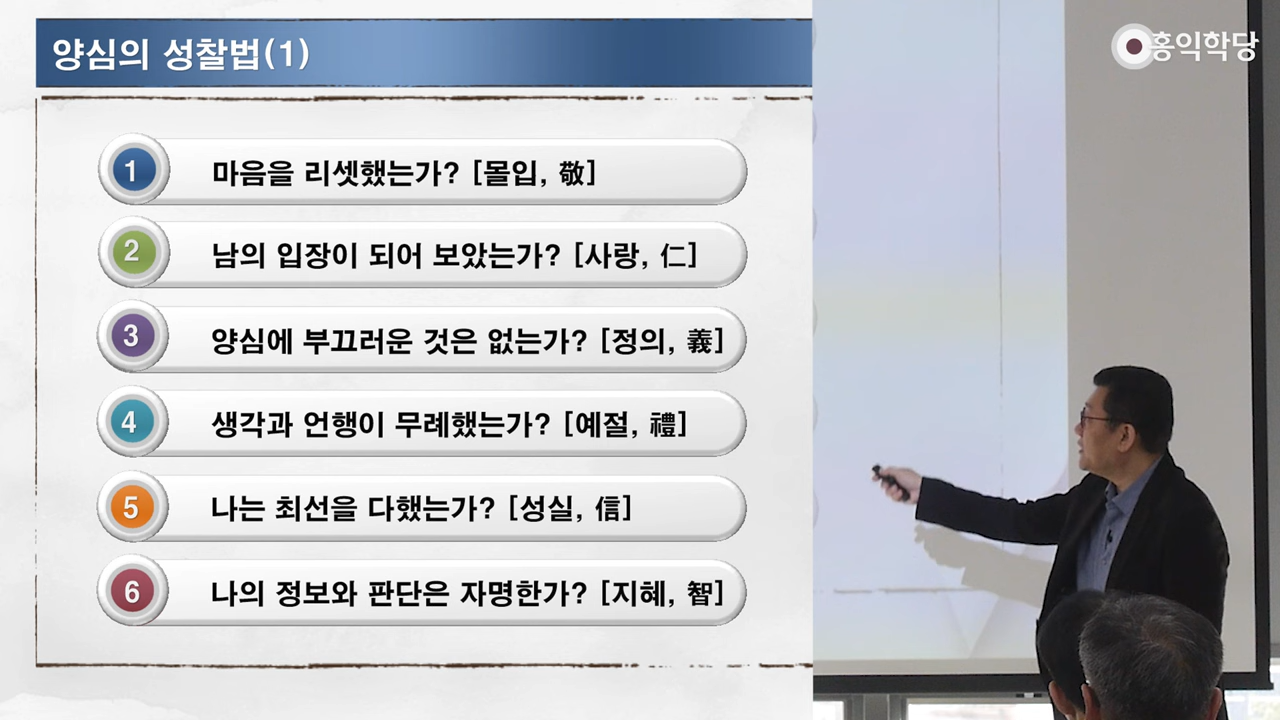 양심의 성찰법(1)
홍익학당
1 마음을 리셋했는가? [몰입, 敬]
2 남의 입장이 되어 보았는가? [사랑, 仁]
3 양심에 부끄러운 것은 없는가? [정의, 義]
4 생각과 언행이 무례했는가? [예절, 禮]
5 나는 최선을 다했는가? [성실, 信]
6 나의 정보와 판단은 자명한가? [지혜, 智]